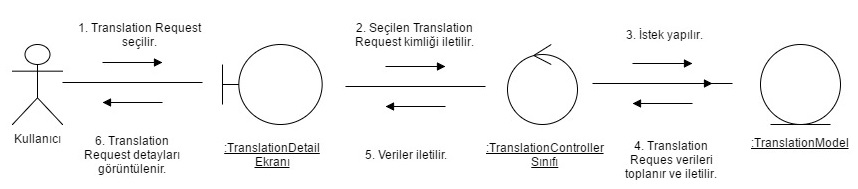 1. Translation Request
seçilir.
2. Seçilen Translation
Request kimliği iletilir.
3. İstek yapılır.
Kullanıcı
:TranslationDetail
Ekranı
:TranslationController
Sınıfı
:TranslationModel
6. Translation
Request detayları
görüntülenir.
5. Veriler iletilir.
4. Translation
Reques verileri
toplanır ve iletilir.